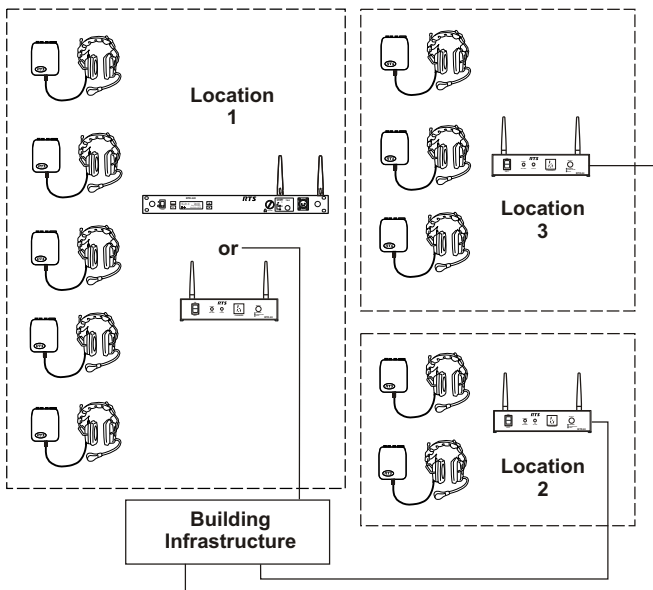 Location
1
RTS
or
RTS
RTS
Location
3
RTS
Location
2
Building
Infrastructure